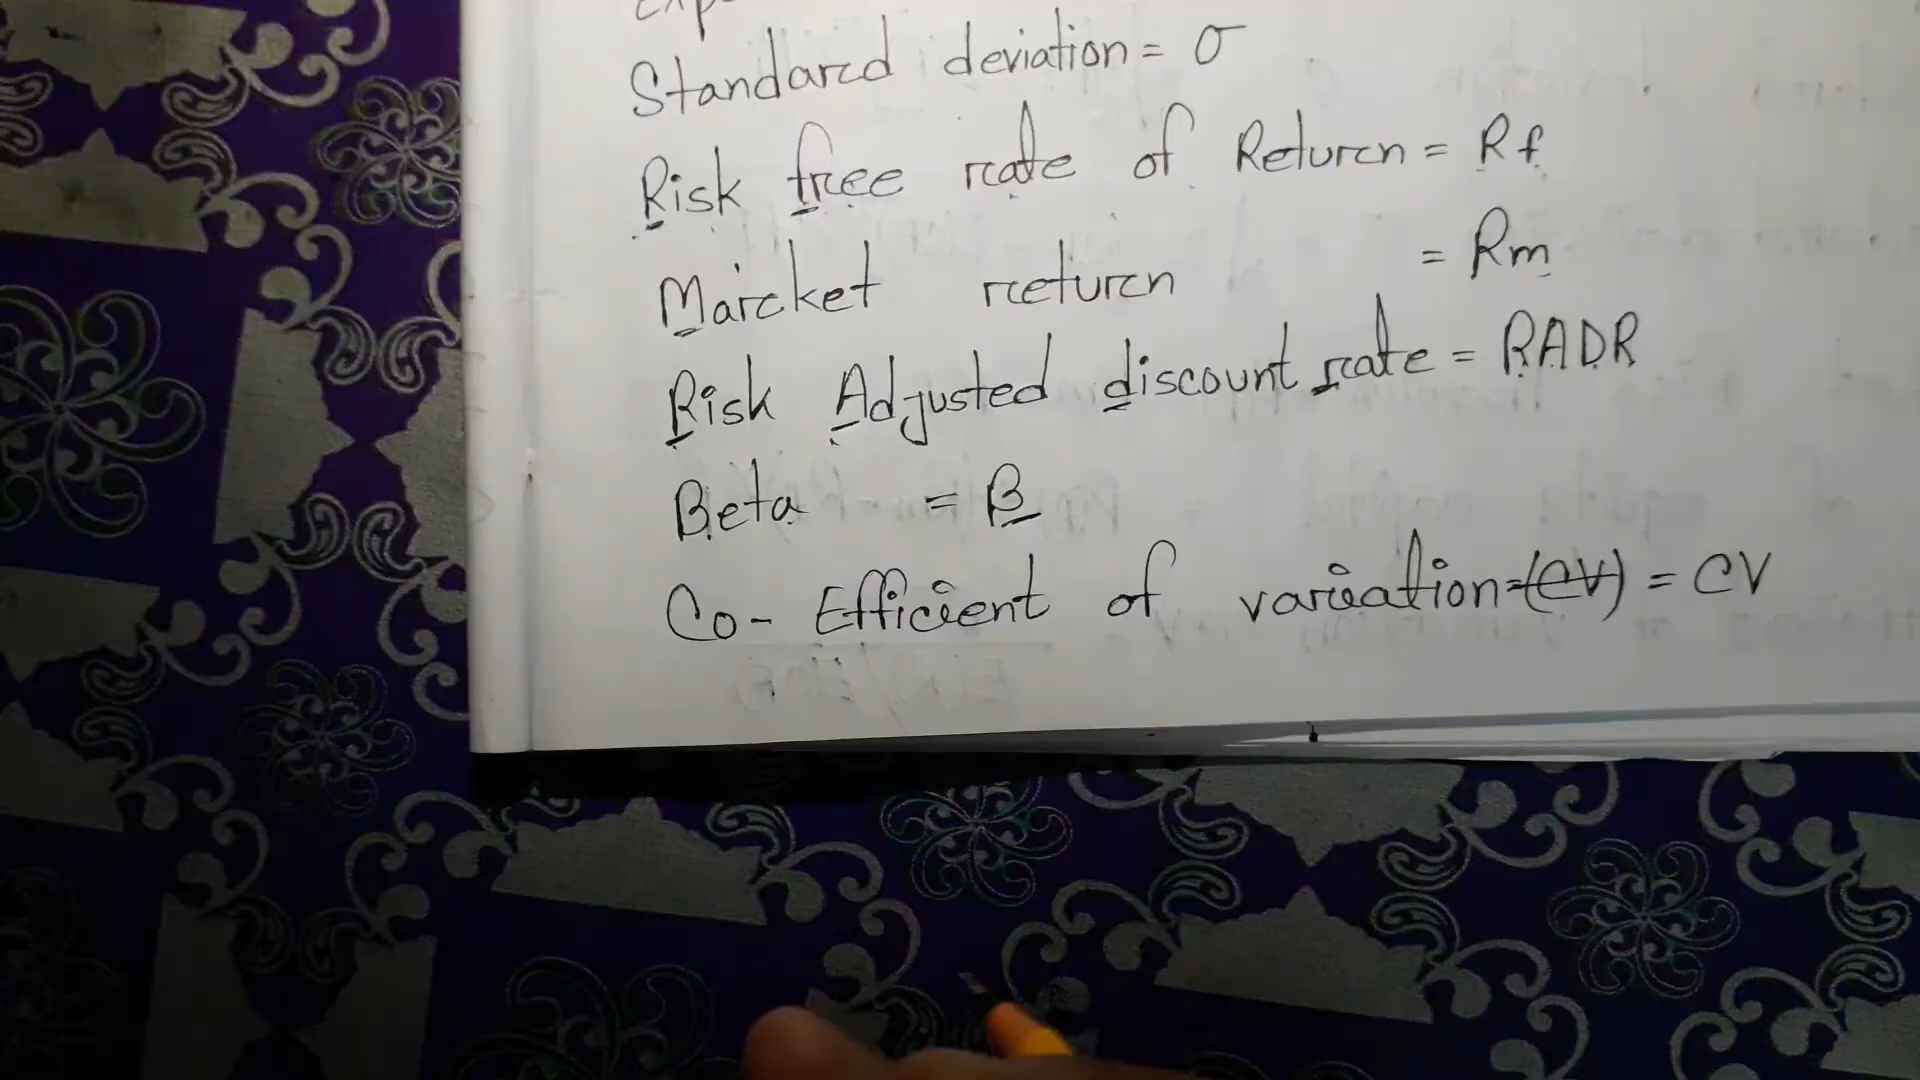 Exp
Standard deviation = σ
Risk free rate of Return = Rf
Market return = Rm
Risk Adjusted discount rate = RADR
Beta = β
Co-Efficient of variation=(CV) = CV